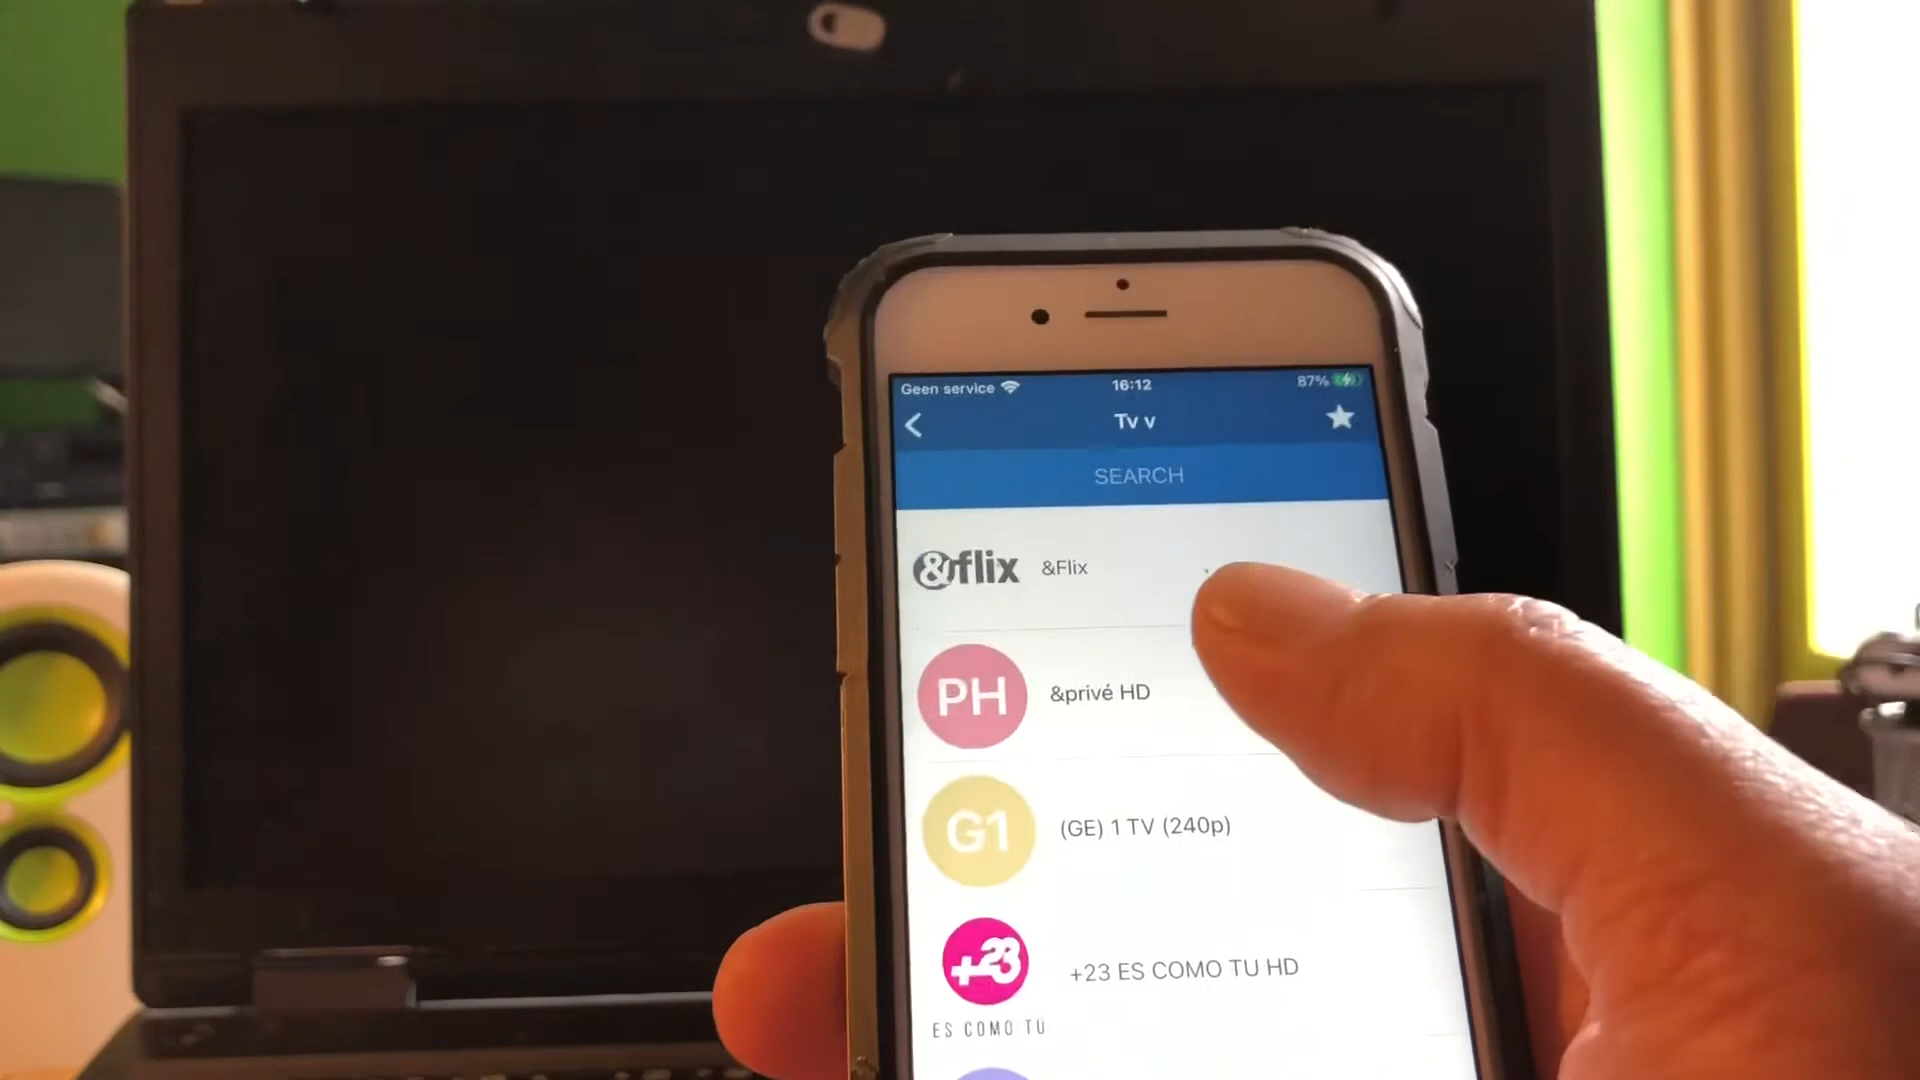 Geen service 16:12 87%
Tv v
SEARCH
&flix &Flix
PH &privé HD
G1 (GE) 1 TV (240p)
+23 +23 ES COMO TU HD
ES COMO TÚ